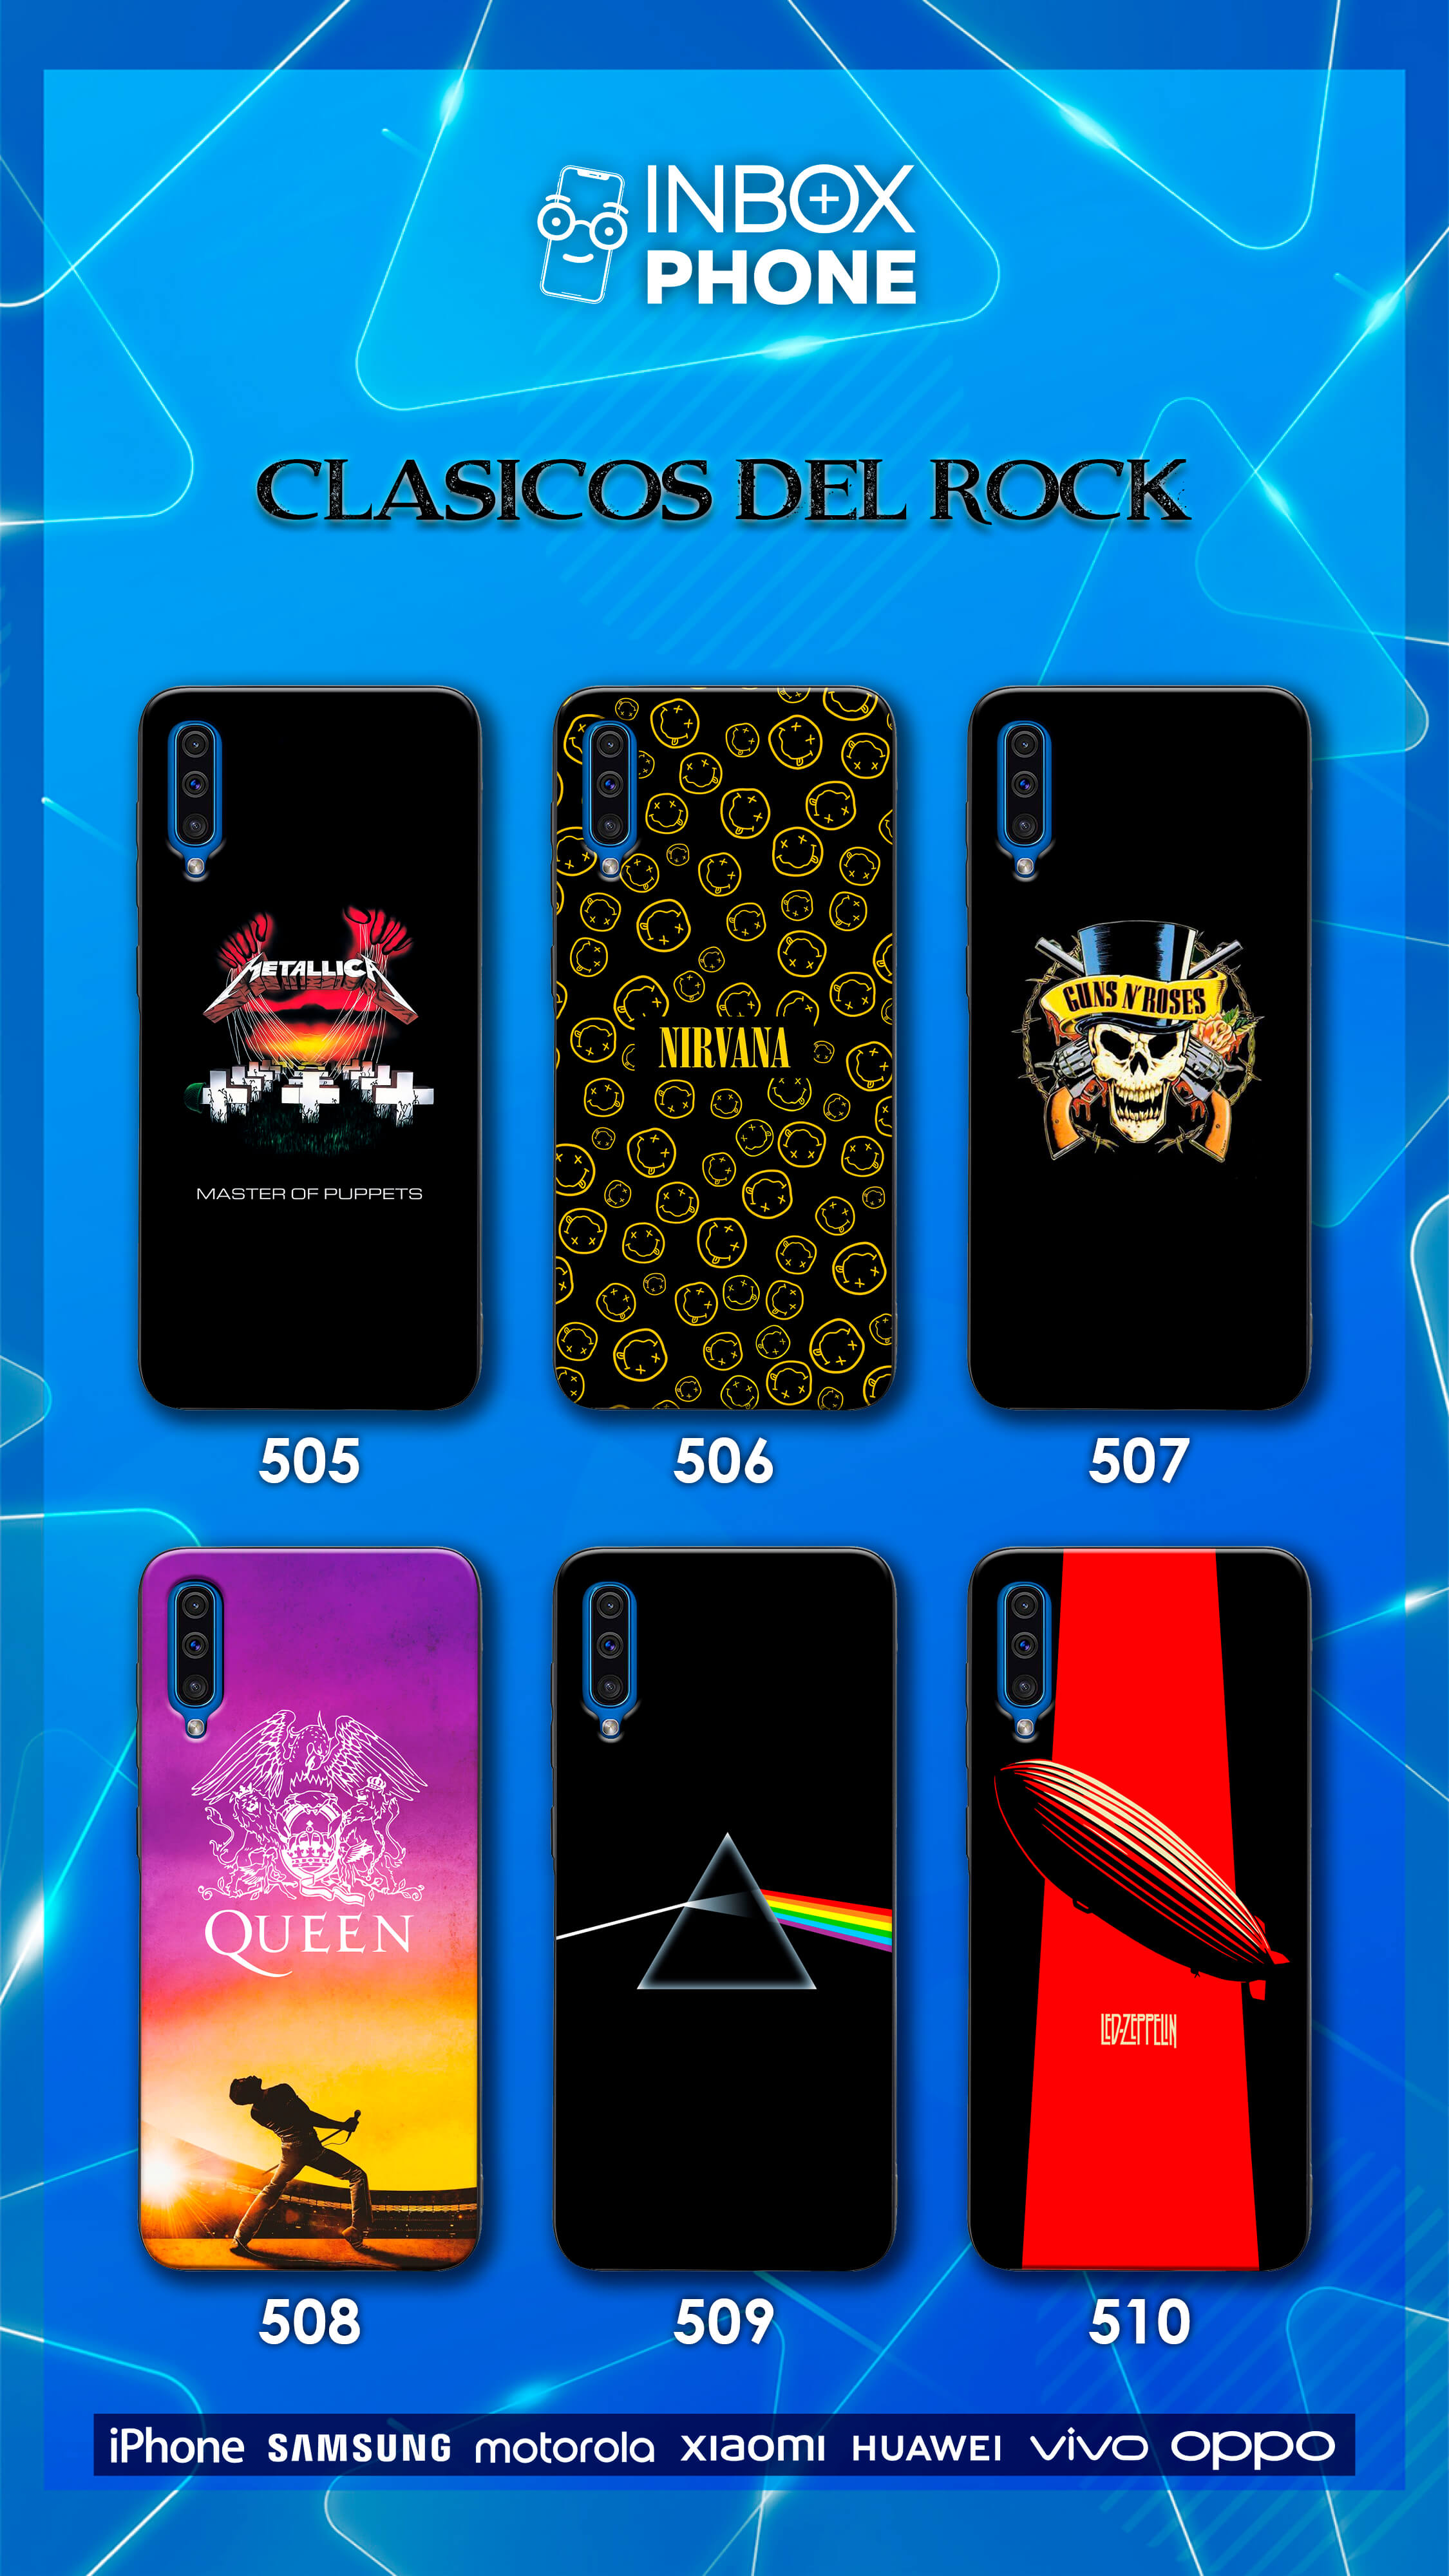 INBOX
PHONE
CLASICOS DEL ROCK
METALLICA
MASTER OF PUPPETS
NIRVANA
GUNS N' ROSES
505 506 507
QUEEN
LED-ZEPPELIN
508 509 510
iPhone SAMSUNG motorola XIAOMI HUAWEI vivo oppo